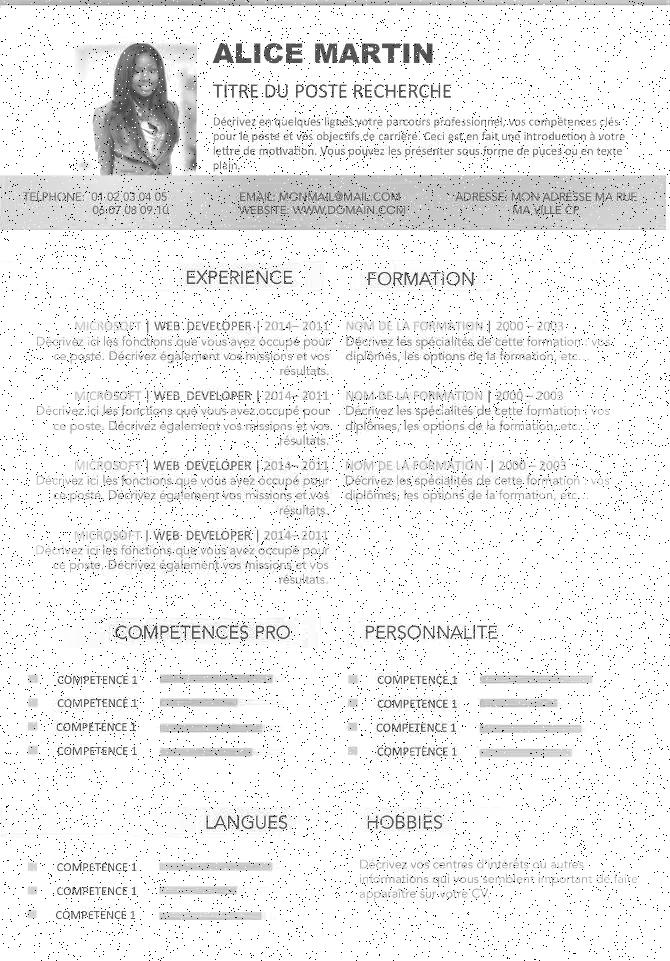 ALICE MARTIN
TITRE DU POSTE RECHERCHE
Décrivez en quelques lignes votre parcours professionnel, vos compétences clés
pour le poste et vos objectifs de carrière. Ceci est en fait une introduction à votre
lettre de motivation. Vous pouvez les présenter sous forme de puces ou en texte
plain.
TELPHONE: 01 02 03 04 05
06 07 08 09 10
EMAIL: MONMAIL@MAIL.COM
WEBSITE: WWW.DOMAIN.COM
ADRESSE: MON ADRESSE MA RUE
MA VILLE CP
EXPERIENCE
MICROSOFT | WEB DEVELOPER | 2014 – 2011
Décrivez ici les fonctions que vous avez occupé pour
ce poste. Décrivez également vos missions et vos
résultats.
MICROSOFT | WEB DEVELOPER | 2014 – 2011
Décrivez ici les fonctions que vous avez occupé pour
ce poste. Décrivez également vos missions et vos
résultats.
MICROSOFT | WEB DEVELOPER | 2014 – 2011
Décrivez ici les fonctions que vous avez occupé pour
ce poste. Décrivez également vos missions et vos
résultats.
MICROSOFT | WEB DEVELOPER | 2014 – 2011
Décrivez ici les fonctions que vous avez occupé pour
ce poste. Décrivez également vos missions et vos
résultats.
FORMATION
NOM DE LA FORMATION | 2000 – 2003
Décrivez les spécialités de cette formation, vos
diplômes, les options de la formation, etc...
NOM DE LA FORMATION | 2000 – 2003
Décrivez les spécialités de cette formation, vos
diplômes, les options de la formation, etc...
NOM DE LA FORMATION | 2000 – 2003
Décrivez les spécialités de cette formation, vos
diplômes, les options de la formation, etc...
COMPETENCES PRO
COMPETENCE 1
COMPETENCE 1
COMPETENCE 1
COMPETENCE 1
PERSONNALITE
COMPETENCE 1
COMPETENCE 1
COMPETENCE 1
COMPETENCE 1
LANGUES
COMPETENCE 1
COMPETENCE 1
COMPETENCE 1
HOBBIES
Décrivez vos centres d'intérêts ou autres
informations qui vous semblent important de faire
apparaitre sur votre CV.